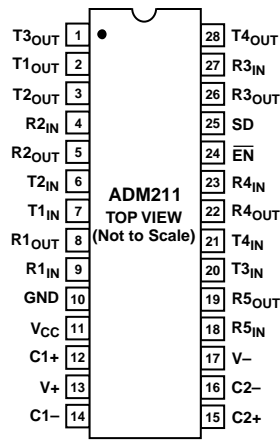 T3OUT 1 28 T4OUT
T1OUT 2 27 R3IN
T2OUT 3 26 R3OUT
R2IN 4 25 SD
R2OUT 5 24 E̅N̅
T2IN 6 23 R4IN
T1IN 7 22 R4OUT
R1OUT 8 21 T4IN
R1IN 9 20 T3IN
GND 10 19 R5OUT
VCC 11 18 R5IN
C1+ 12 17 V–
V+ 13 16 C2–
C1– 14 15 C2+
ADM211
TOP VIEW
(Not to Scale)